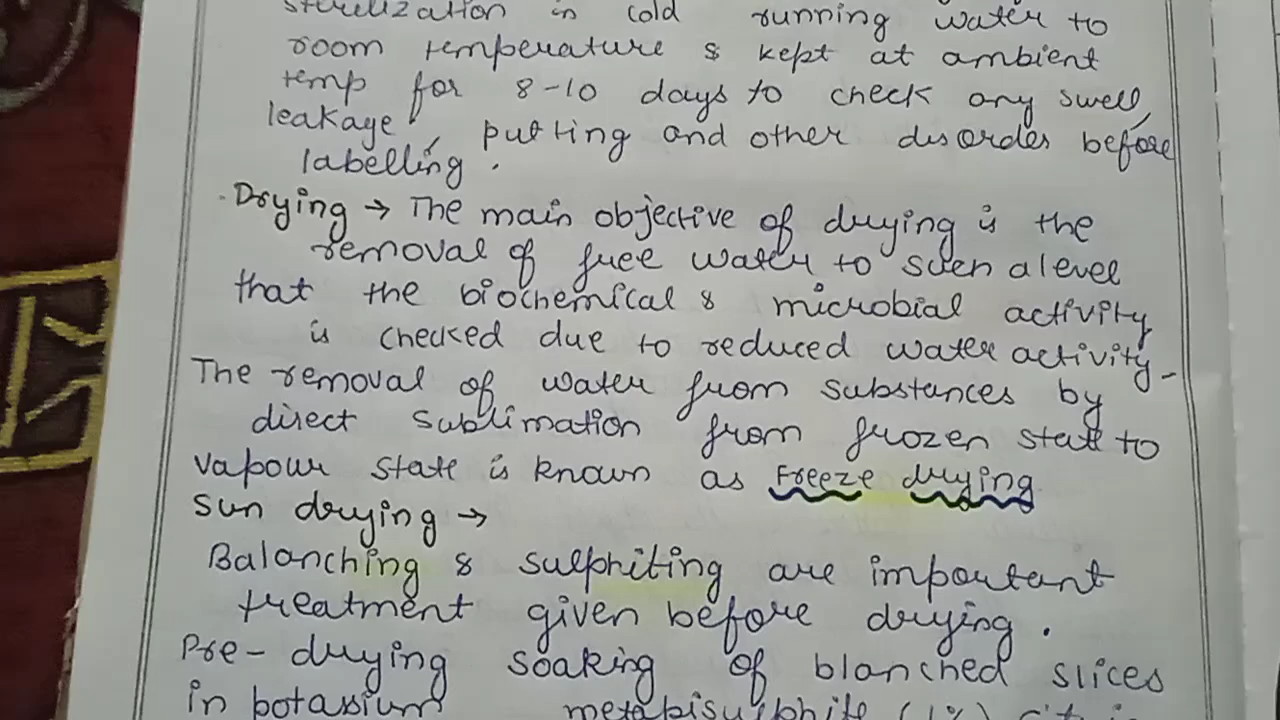 sterilization in cold running water to
room temperature & kept at ambient
temp for 8-10 days to check any swell,
leakage, putting and other disordes before
labelling.
Drying → The main objective of drying is the
removal of free water to such a level
that the biochemical & microbial activity
is checked due to reduced water activity-
The removal of water from substances by
direct sublimation from frozen state to
vapour state is known as Freeze drying
Sun drying →
Balanching & sulphiting are important
treatment given before drying.
Pre-drying soaking of blanched slices
in potassium metabisulphite (1%)